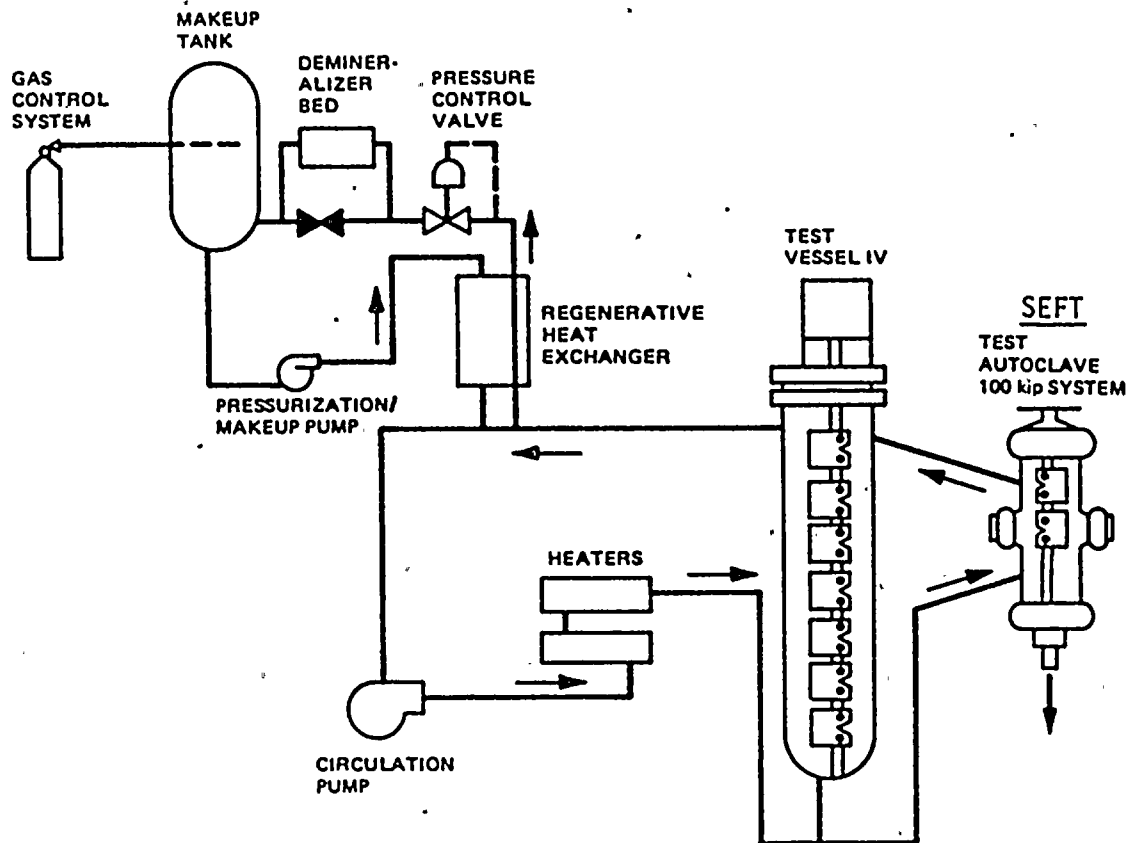 MAKEUP
TANK
GAS
CONTROL
SYSTEM
DEMINER-
ALIZER
BED
PRESSURE
CONTROL
VALVE
TEST
VESSEL IV
REGENERATIVE
HEAT
EXCHANGER
SEFT
TEST
AUTOCLAVE
100 kip SYSTEM
PRESSURIZATION/
MAKEUP PUMP
HEATERS
CIRCULATION
PUMP